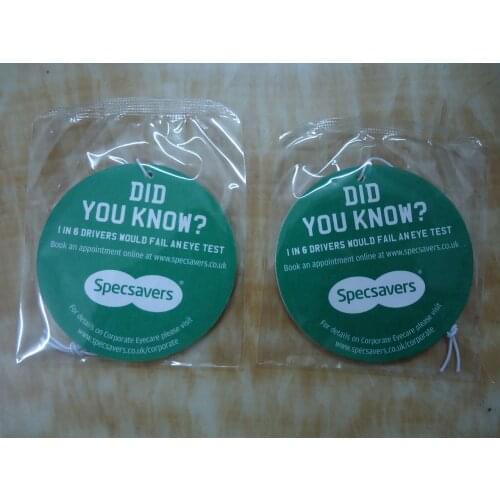 DID
YOU KNOW?
1 IN 6 DRIVERS WOULD FAIL AN EYE TEST
Book an appointment online at www.specsavers.co.uk
Specsavers®
For details on Corporate Eyecare please visit
www.specsavers.co.uk/corporate
DID
YOU KNOW?
1 IN 6 DRIVERS WOULD FAIL AN EYE TEST
Book an appointment online at www.specsavers.co.uk
Specsavers®
For details on Corporate Eyecare please visit
www.specsavers.co.uk/corporate